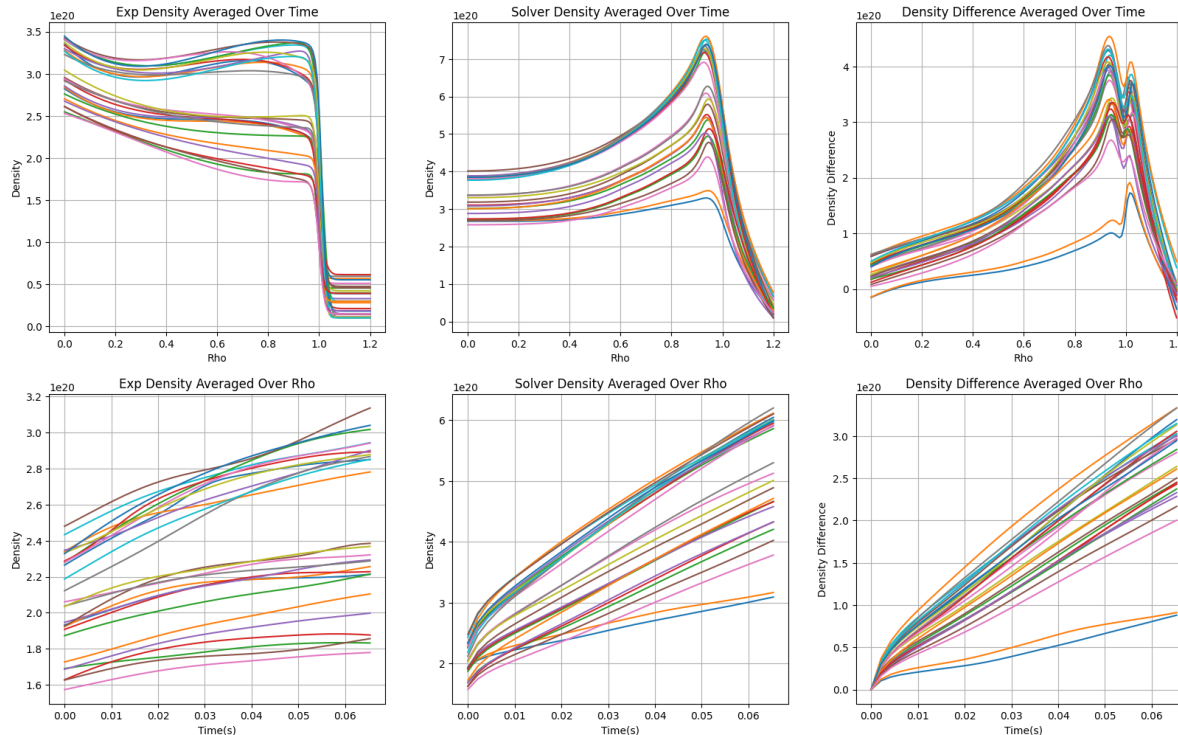 Exp Density Averaged Over Time
1e20
3.5
3.0
2.5
2.0
1.5
1.0
0.5
0.0
Density
0.0 0.2 0.4 0.6 0.8 1.0 1.2
Rho
Solver Density Averaged Over Time
1e20
7
6
5
4
3
2
1
0
Density
0.0 0.2 0.4 0.6 0.8 1.0 1.2
Rho
Density Difference Averaged Over Time
1e20
4
3
2
1
0
Density Difference
0.0 0.2 0.4 0.6 0.8 1.0 1.2
Rho
Exp Density Averaged Over Rho
1e20
3.2
3.0
2.8
2.6
2.4
2.2
2.0
1.8
1.6
Density
0.00 0.01 0.02 0.03 0.04 0.05 0.06
Time(s)
Solver Density Averaged Over Rho
1e20
6
5
4
3
2
Density
0.00 0.01 0.02 0.03 0.04 0.05 0.06
Time(s)
Density Difference Averaged Over Rho
1e20
3.0
2.5
2.0
1.5
1.0
0.5
0.0
Density Difference
0.00 0.01 0.02 0.03 0.04 0.05 0.06
Time(s)